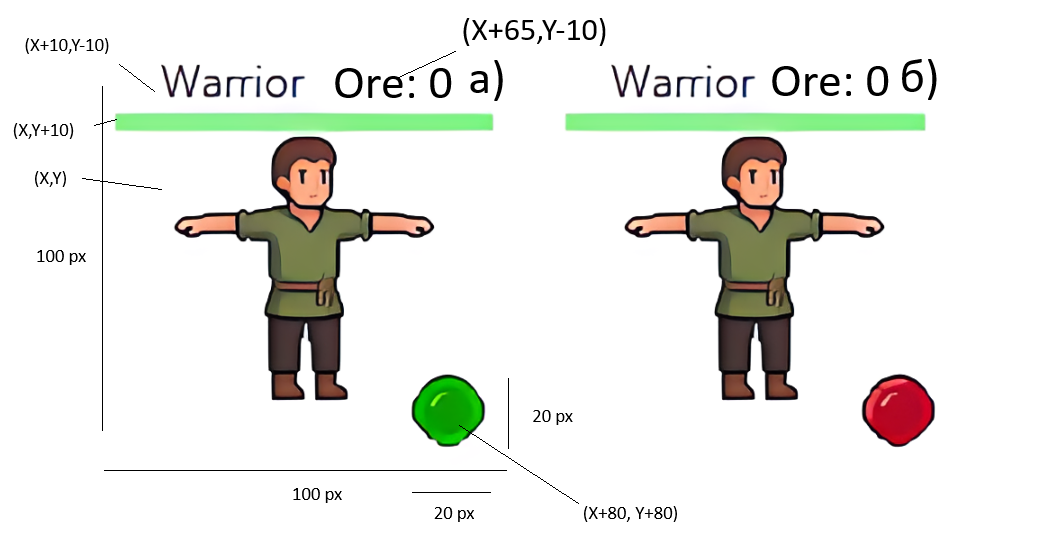 (X+65,Y-10)
(X+10,Y-10)
Warrior Ore: 0 а)
Warrior Ore: 0 б)
(X,Y+10)
(X,Y)
100 px
20 px
100 px
20 px
(X+80, Y+80)